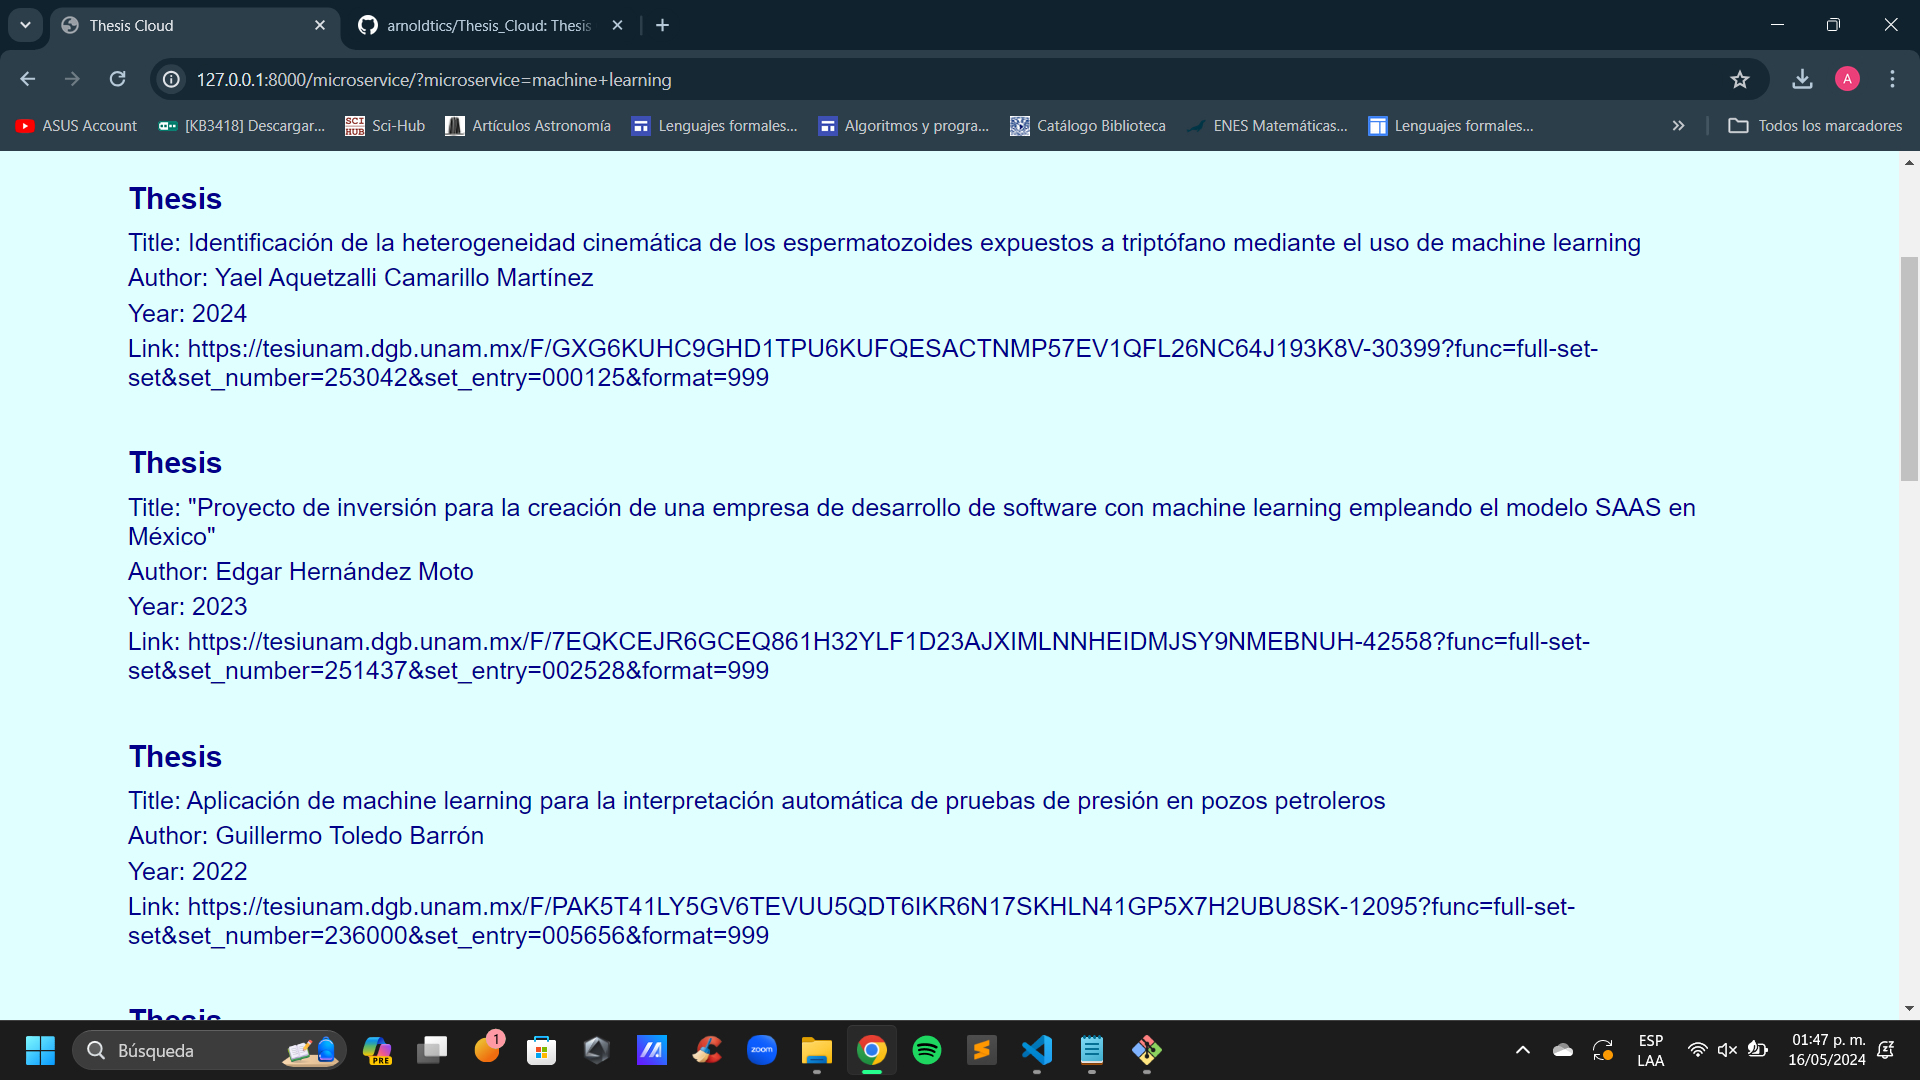 Thesis Cloud
arnoldtics/Thesis_Cloud: Thesis
127.0.0.1:8000/microservice/?microservice=machine+learning
A
ASUS Account
[KB3418] Descargar...
SCI HUB
Sci-Hub
Artículos Astronomía
Lenguajes formales...
Algoritmos y progra...
Catálogo Biblioteca
ENES Matemáticas...
Lenguajes formales...
Todos los marcadores
Thesis
Title: Identificación de la heterogeneidad cinemática de los espermatozoides expuestos a triptófano mediante el uso de machine learning
Author: Yael Aquetzalli Camarillo Martínez
Year: 2024
Link: https://tesiunam.dgb.unam.mx/F/GXG6KUHC9GHD1TPU6KUFQESACTNMP57EV1QFL26NC64J193K8V-30399?func=full-set-
set&set_number=253042&set_entry=000125&format=999
Thesis
Title: "Proyecto de inversión para la creación de una empresa de desarrollo de software con machine learning empleando el modelo SAAS en
México"
Author: Edgar Hernández Moto
Year: 2023
Link: https://tesiunam.dgb.unam.mx/F/7EQKCEJR6GCEQ861H32YLF1D23AJXIMLNNHEIDMJSY9NMEBNUH-42558?func=full-set-
set&set_number=251437&set_entry=002528&format=999
Thesis
Title: Aplicación de machine learning para la interpretación automática de pruebas de presión en pozos petroleros
Author: Guillermo Toledo Barrón
Year: 2022
Link: https://tesiunam.dgb.unam.mx/F/PAK5T41LY5GV6TEVUU5QDT6IKR6N17SKHLN41GP5X7H2UBU8SK-12095?func=full-set-
set&set_number=236000&set_entry=005656&format=999
Thesis
Búsqueda
PRE
1
zoom
ESP
LAA
01:47 p. m.
16/05/2024